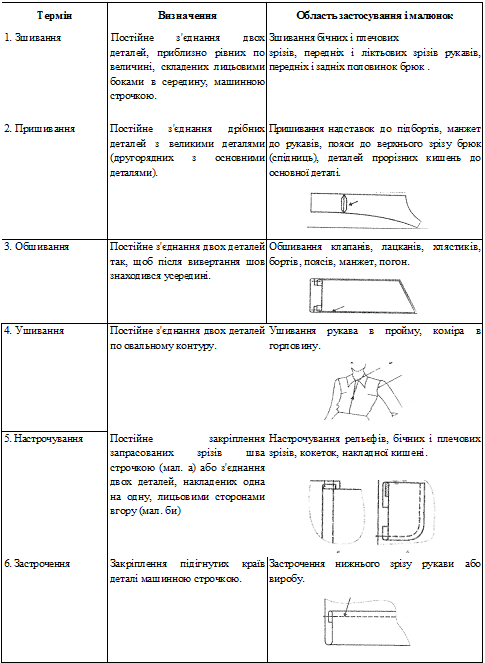 Термін Визначення Область застосування і малюнок
1. Зшивання
Постійне з'єднання двох
деталей, приблизно рівних по
величині, складених лицьовими
боками в середину, машинною
строчкою.
Зшивання бічних і плечових
зрізів, передніх і ліктьових зрізів рукавів,
передніх і задніх половинок брюк .
2. Пришивання
Постійне з'єднання дрібних
деталей з великими деталями
(другорядних з основними
деталями).
Пришивання надставок до підбортів, манжет
до рукавів, пояси до верхнього зрізу брюк
(спідниць), деталей прорізних кишень до
основної деталі.
3. Обшивання
Постійне з'єднання двох деталей
так, щоб після вивертання шов
знаходився усередині.
Обшивання клапанів, лацканів, хлястиків,
бортів, поясів, манжет, погон.
4. Ушивання
Постійне з'єднання двох деталей
по овальному контуру.
Ушивання рукава в пройму, коміра в
горловину.
5. Настрочування
Постійне закріплення
запрасованих зрізів шва
строчкою (мал. а) або з'єднання
двох деталей, накладених одна
на одну, лицьовими сторонами
вгору (мал. би)
Настрочування рельєфів, бічних і плечових
зрізів, кокеток, накладної кишені.
6. Застрочення
Закріплення підігнутих країв
деталі машинною строчкою.
Застрочення нижнього зрізу рукави або
виробу.